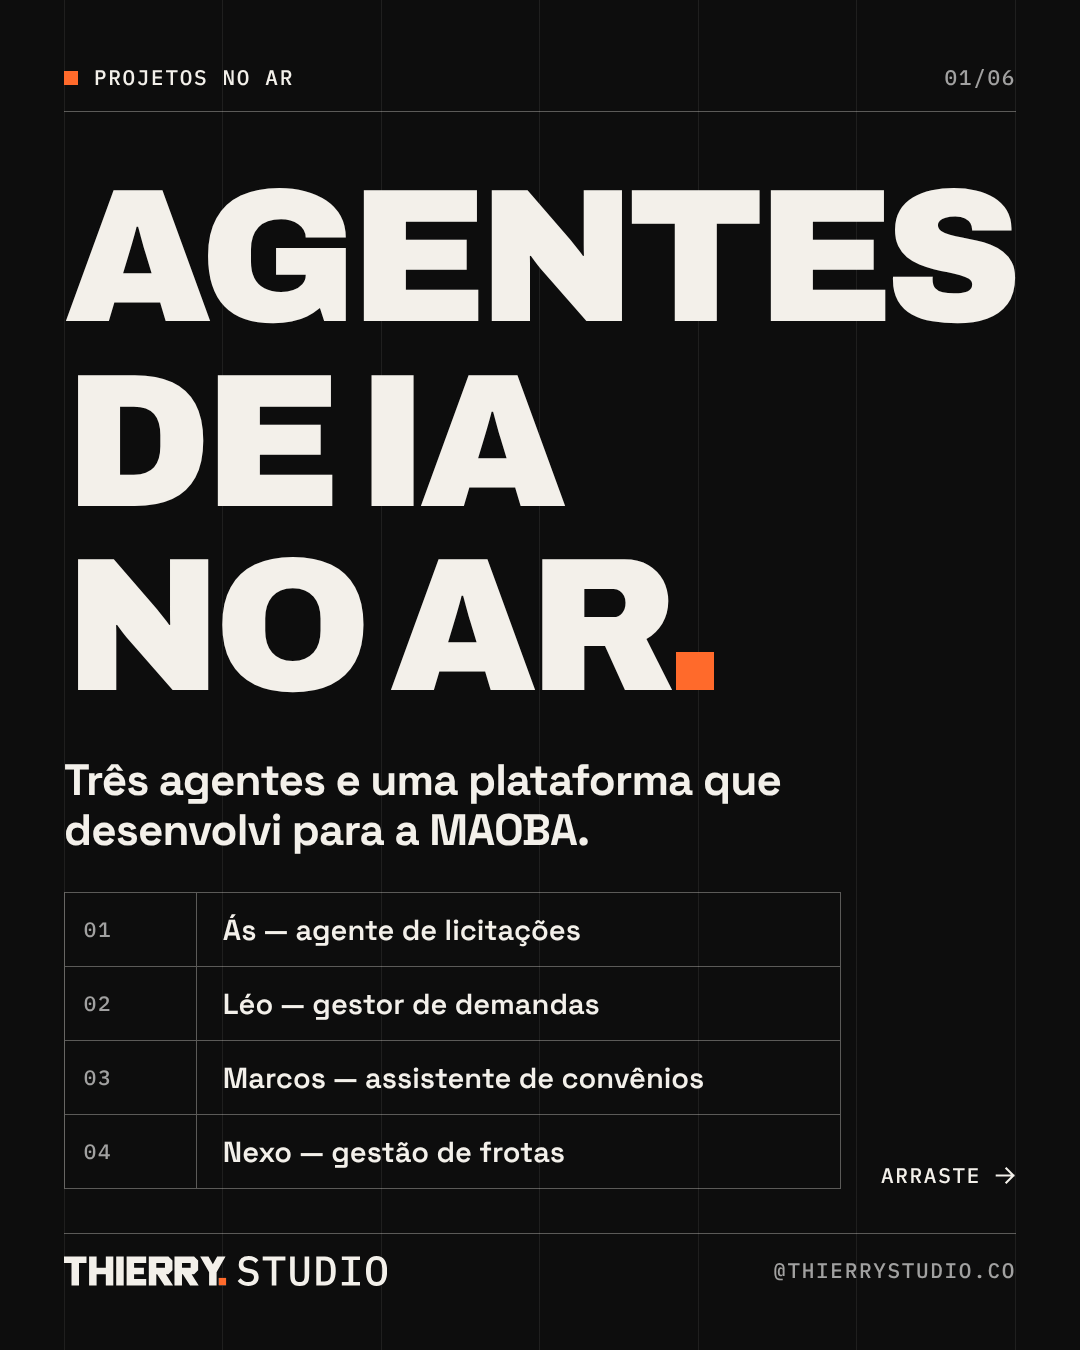 PROJETOS NO AR
01/06
AGENTES
DE IA
NO AR.
Três agentes e uma plataforma que
desenvolvi para a MAOBA.
01 Ás — agente de licitações
02 Léo — gestor de demandas
03 Marcos — assistente de convênios
04 Nexo — gestão de frotas
ARRASTE →
THIERRY. STUDIO
@THIERRYSTUDIO.CO